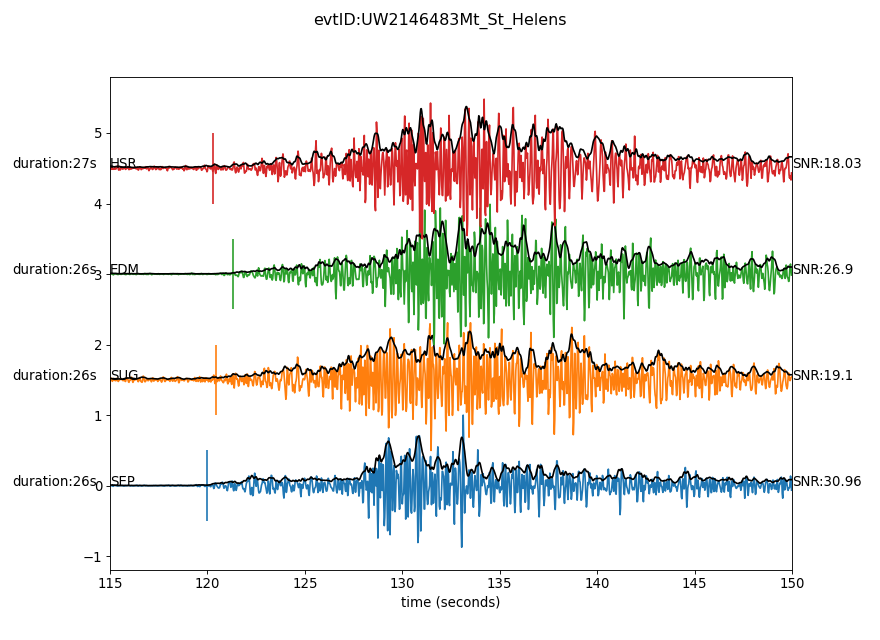 evtID:UW2146483Mt_St_Helens
5
duration:27s HSR SNR:18.03
4
duration:26s EDM SNR:26.9
3
2
duration:26s SUG SNR:19.1
1
duration:26s SEP SNR:30.96
0
−1
115 120 125 130 135 140 145 150
time (seconds)